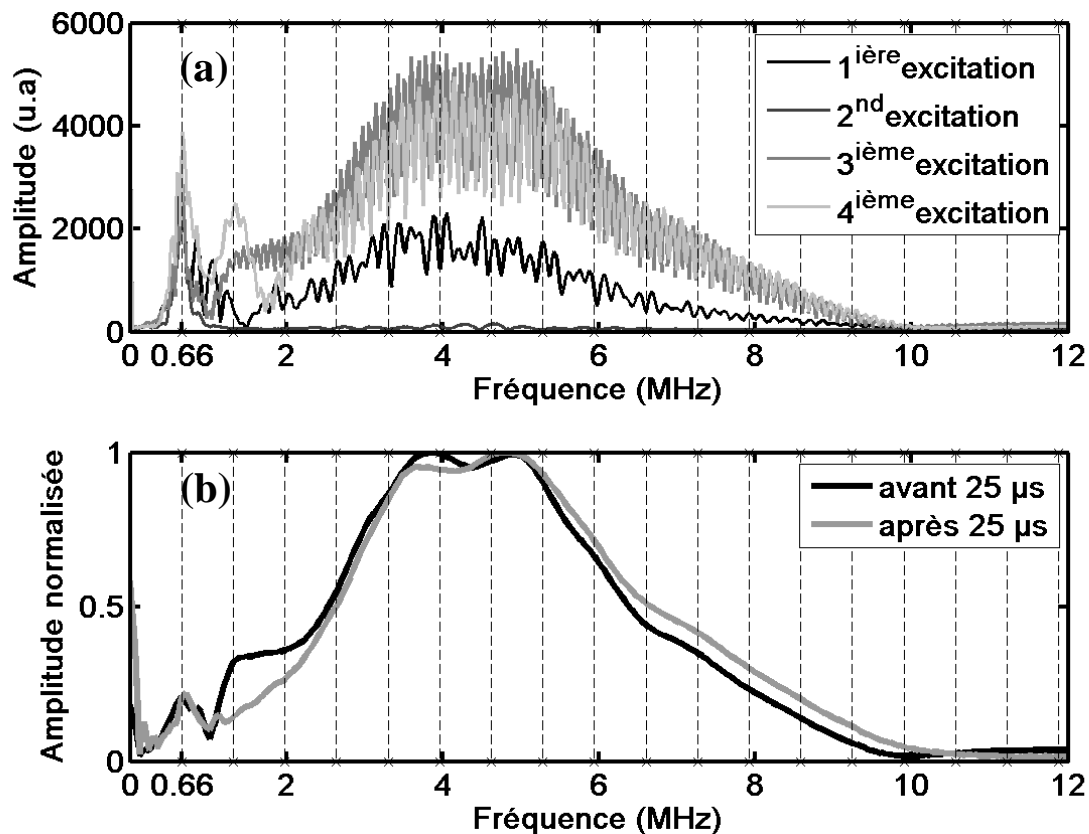 (a)
Amplitude (u.a)
6000
4000
2000
0
1ière excitation
2nd excitation
3ième excitation
4ième excitation
0 0.66 2 4 6 8 10 12
Fréquence (MHz)
(b)
Amplitude normalisée
1
0.5
0
avant 25 µs
après 25 µs
0 0.66 2 4 6 8 10 12
Fréquence (MHz)